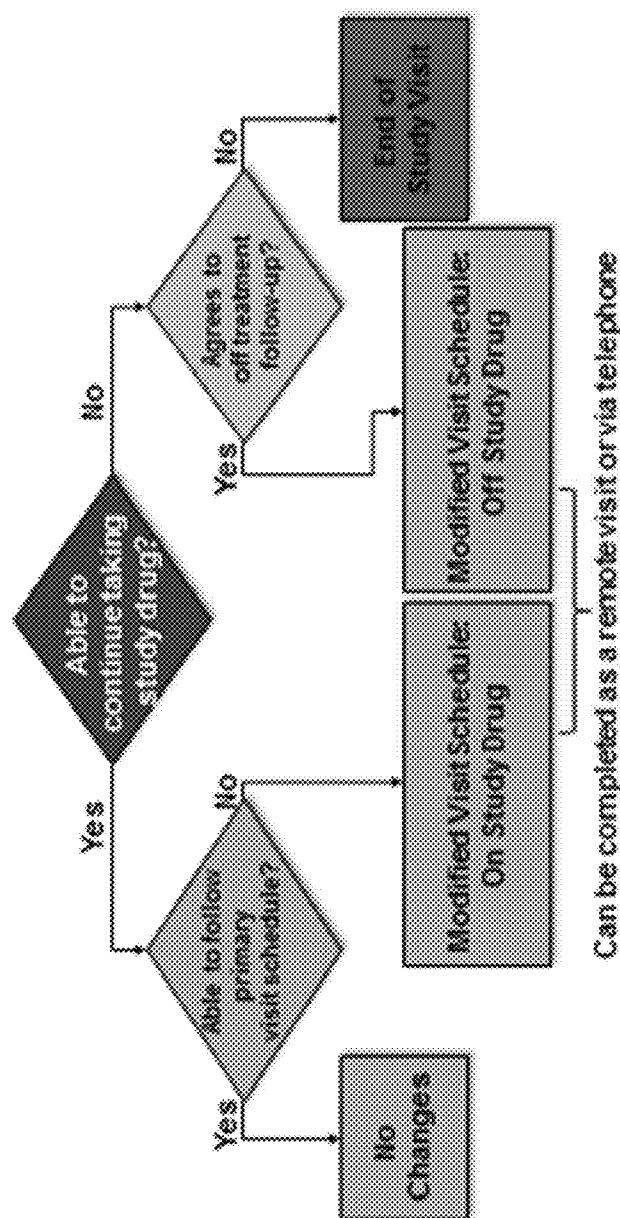 Able to
continue taking
study drug?
Yes
No
Able to follow
primary
visit schedule?
Agrees to
off treatment
follow-up?
Yes
No
Yes
No
No
Changes
Modified Visit Schedule:
On Study Drug
Modified Visit Schedule:
Off Study Drug
End of
Study Visit
Can be completed as a remote visit or via telephone